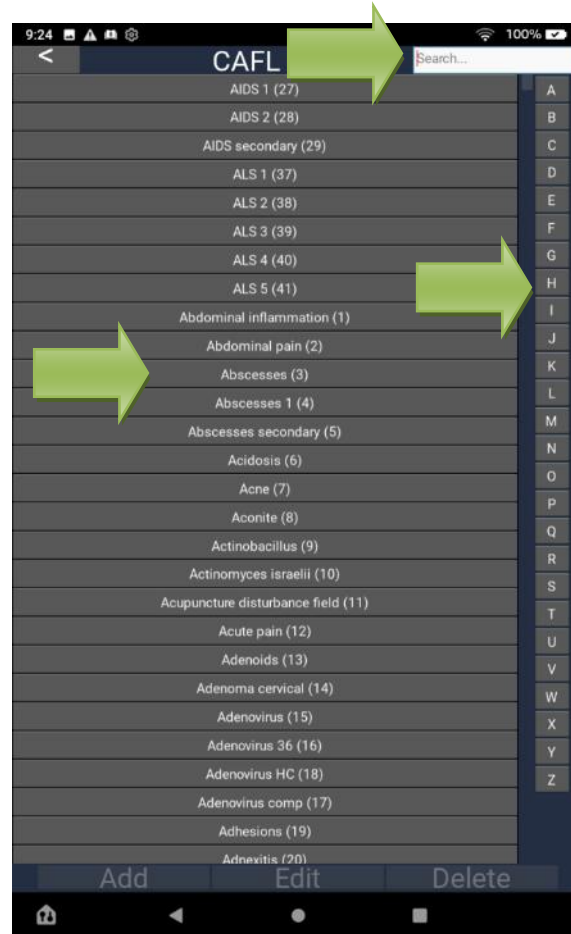 9:24 100%
< CAFL Search...
AIDS 1 (27)
AIDS 2 (28)
AIDS secondary (29)
ALS 1 (37)
ALS 2 (38)
ALS 3 (39)
ALS 4 (40)
ALS 5 (41)
Abdominal inflammation (1)
Abdominal pain (2)
Abscesses (3)
Abscesses 1 (4)
Abscesses secondary (5)
Acidosis (6)
Acne (7)
Aconite (8)
Actinobacillus (9)
Actinomyces israelii (10)
Acupuncture disturbance field (11)
Acute pain (12)
Adenoids (13)
Adenoma cervical (14)
Adenovirus (15)
Adenovirus 36 (16)
Adenovirus HC (18)
Adenovirus comp (17)
Adhesions (19)
Adnexitis (20)
A
B
C
D
E
F
G
H
I
J
K
L
M
N
O
P
Q
R
S
T
U
V
W
X
Y
Z
Add Edit Delete